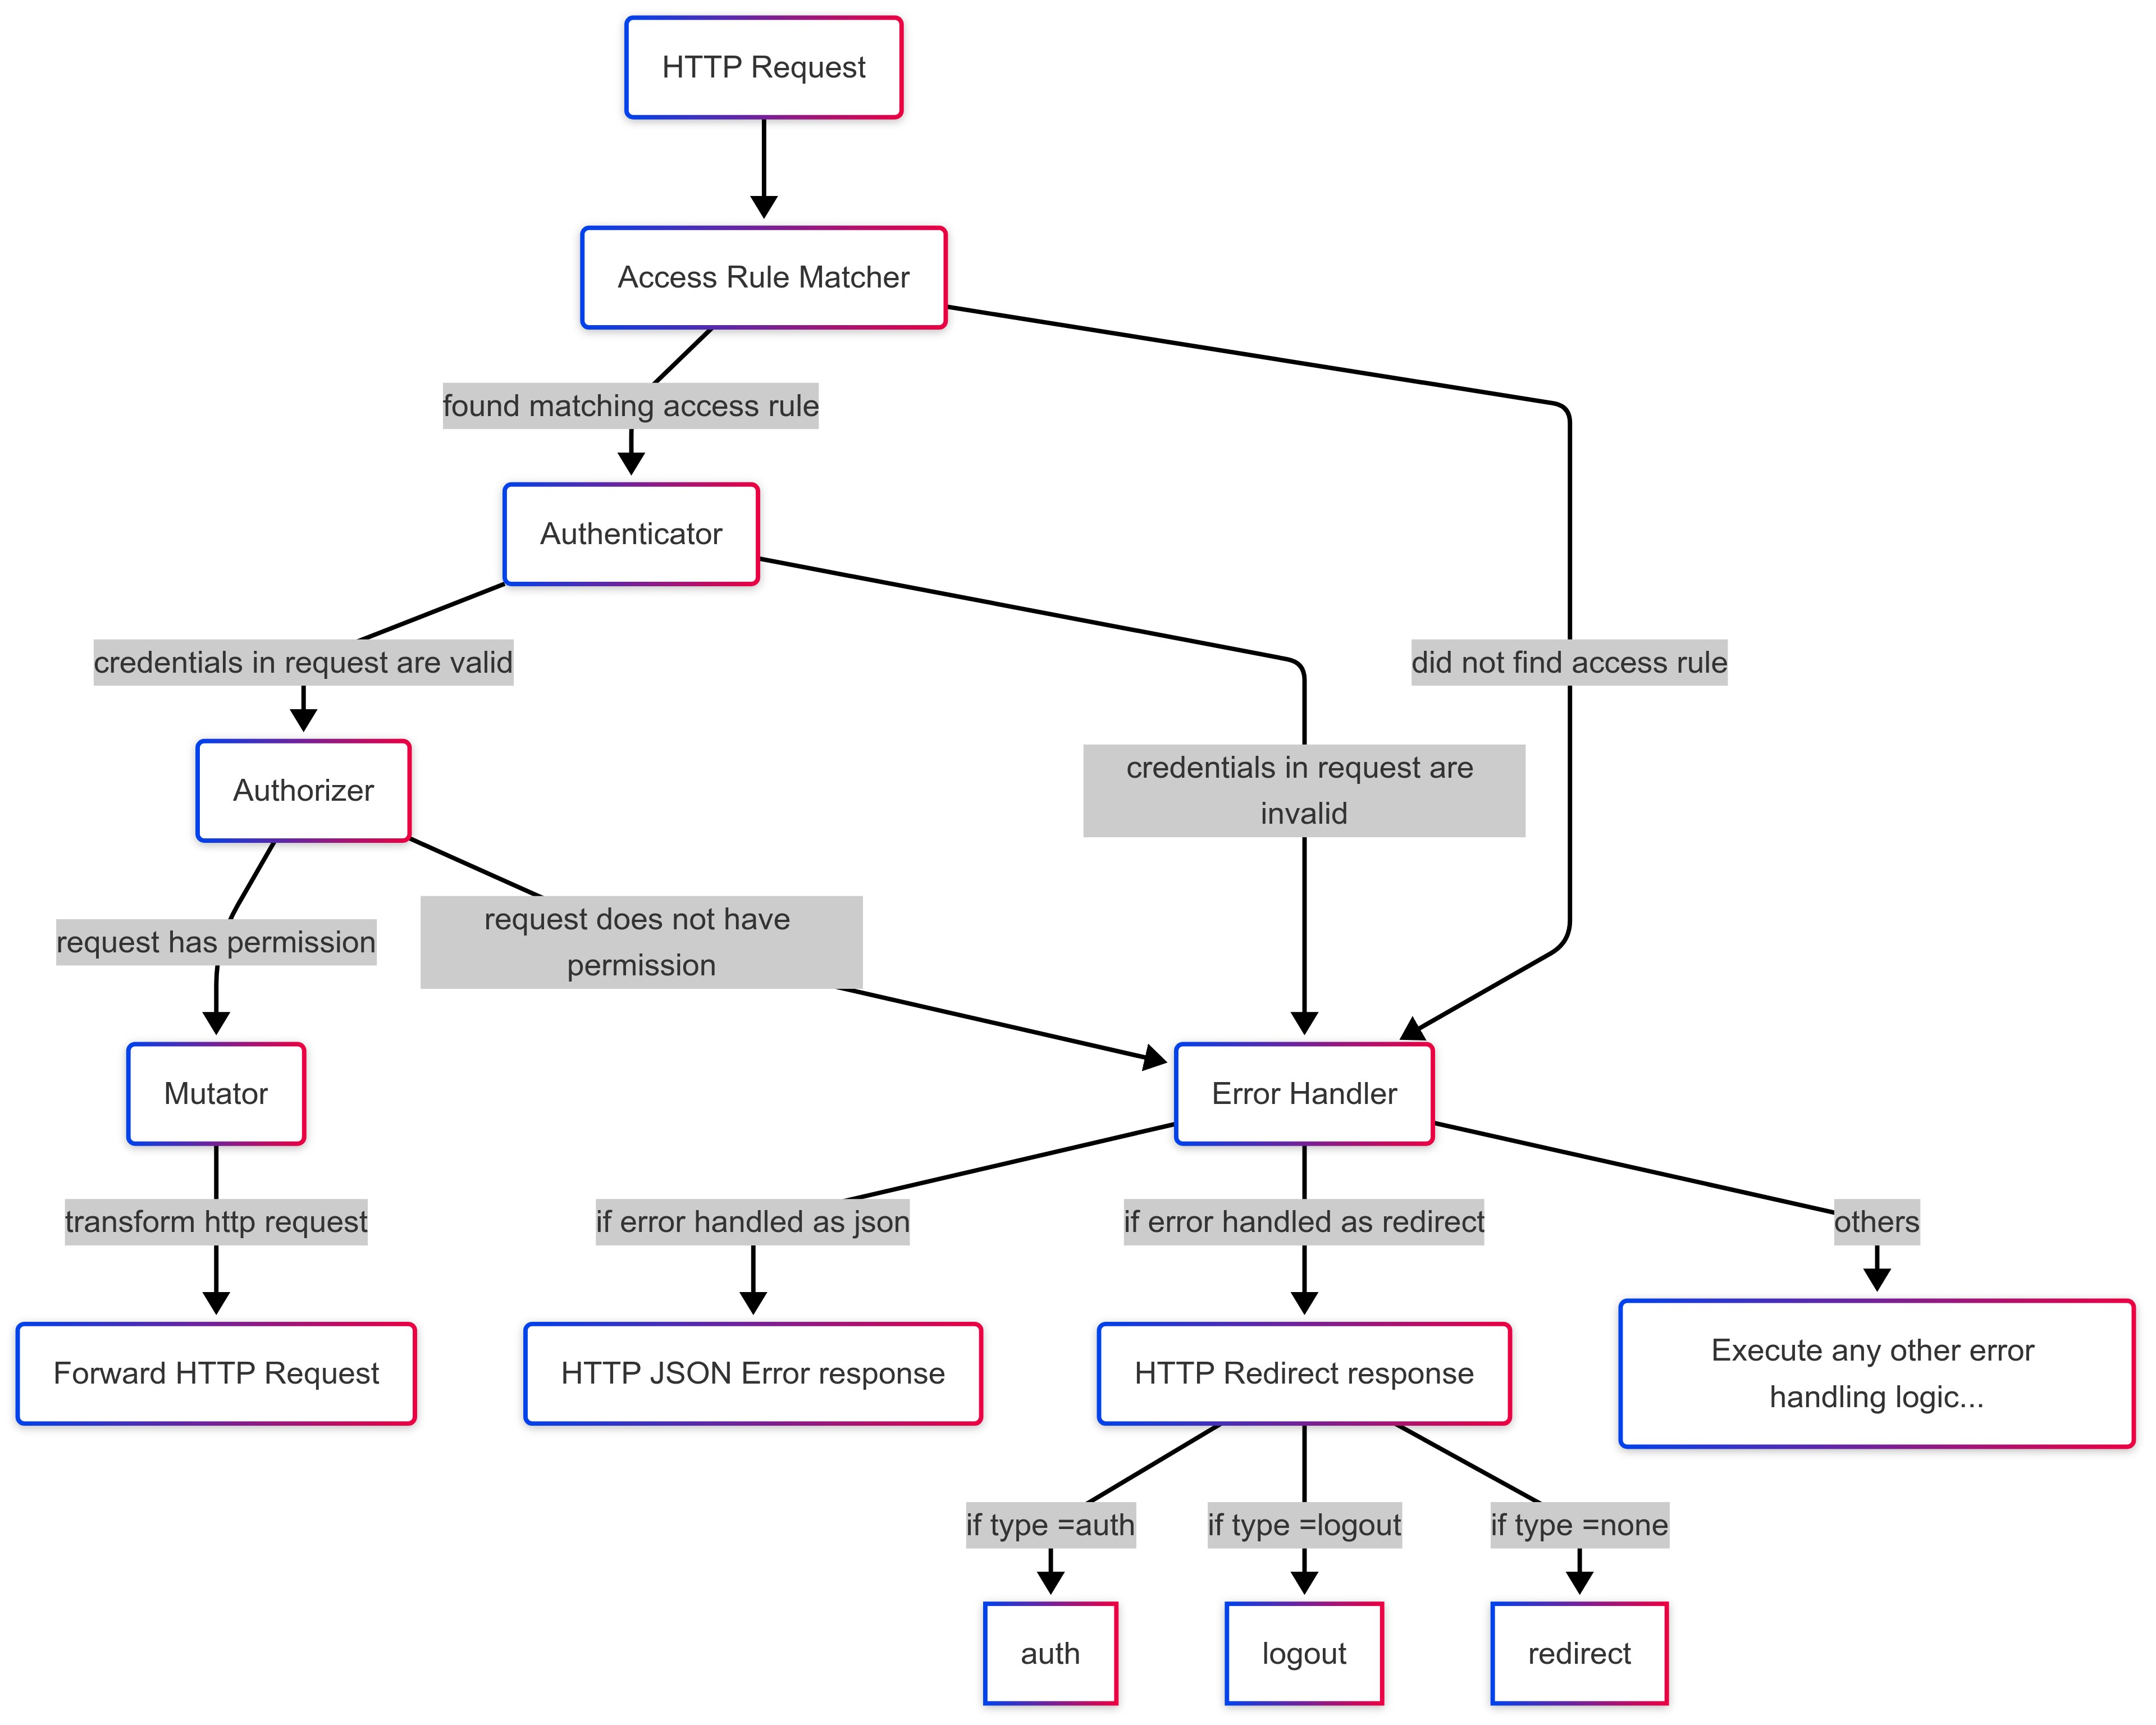 HTTP Request
Access Rule Matcher
found matching access rule
Authenticator
credentials in request are valid
did not find access rule
credentials in request are
invalid
Authorizer
request does not have
permission
request has permission
Mutator
Error Handler
transform http request
if error handled as json
if error handled as redirect
others
Forward HTTP Request
HTTP JSON Error response
HTTP Redirect response
Execute any other error
handling logic...
if type =auth
if type =logout
if type =none
auth
logout
redirect